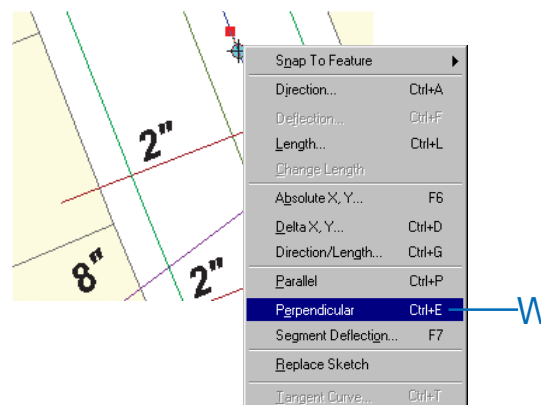 Snap To Feature
Direction... Ctrl+A
Deflection... Ctrl+F
Length... Ctrl+L
Change Length
Absolute X, Y... F6
Delta X, Y... Ctrl+D
Direction/Length... Ctrl+G
Parallel Ctrl+P
Perpendicular Ctrl+E
Segment Deflection... F7
Replace Sketch
Tangent Curve... Ctrl+T
2"
8"
2"
W